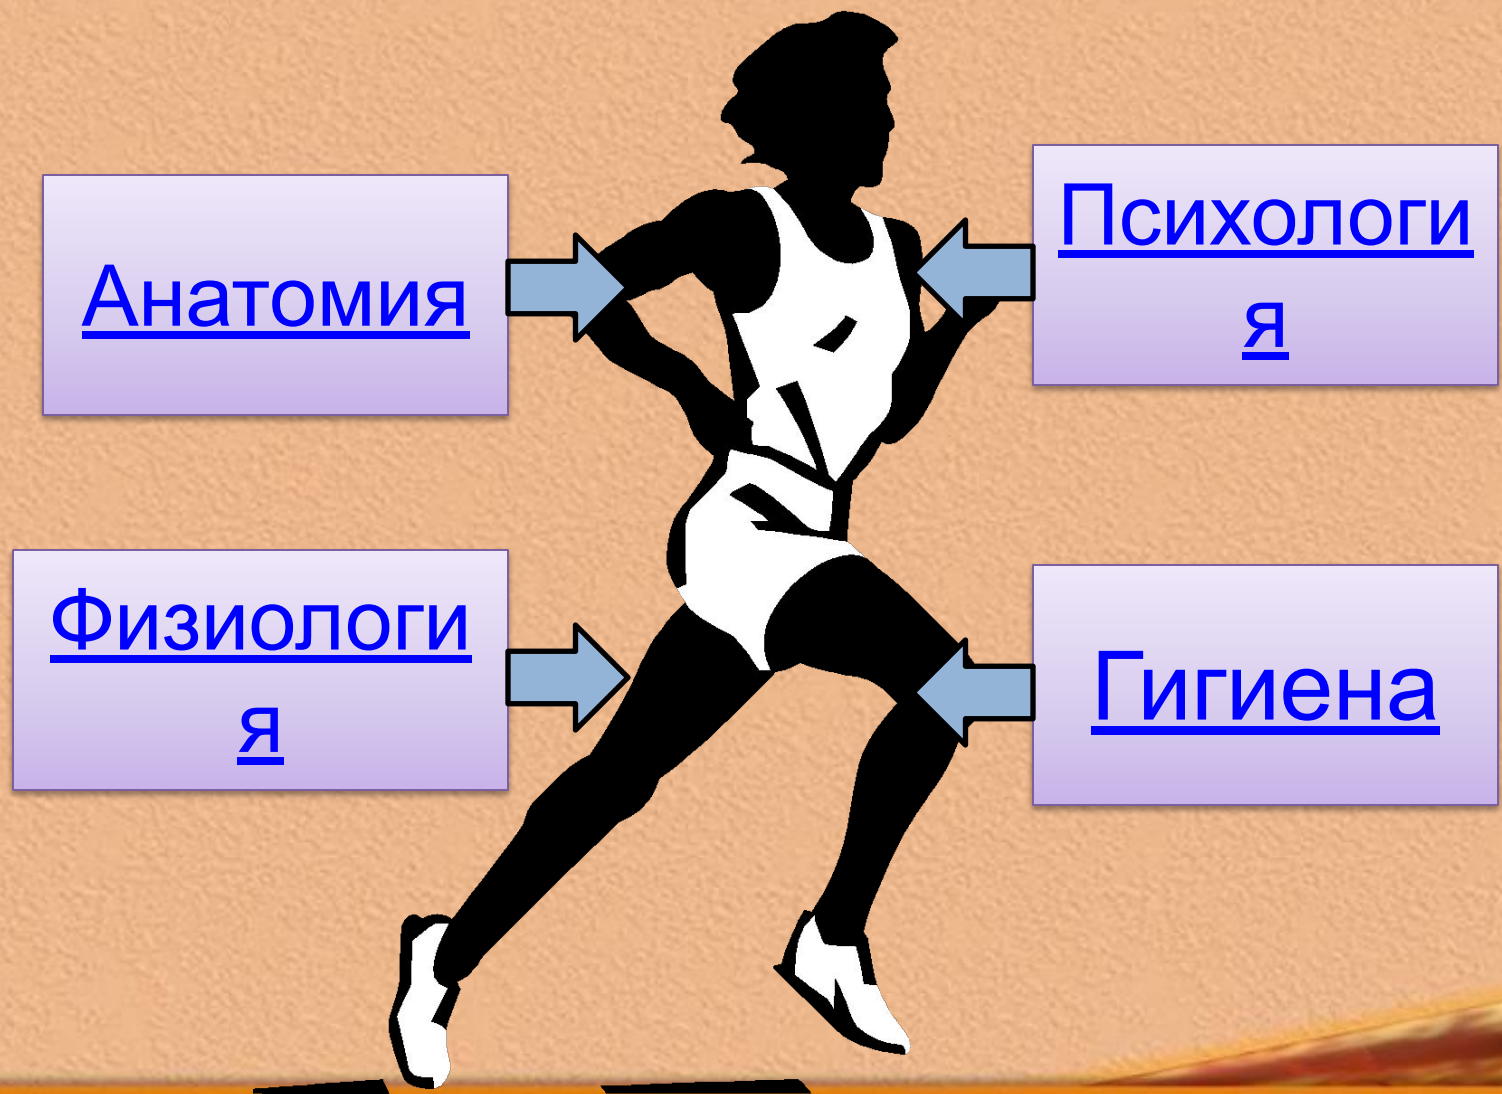 Анатомия
Психологи
я
Физиологи
я
Гигиена